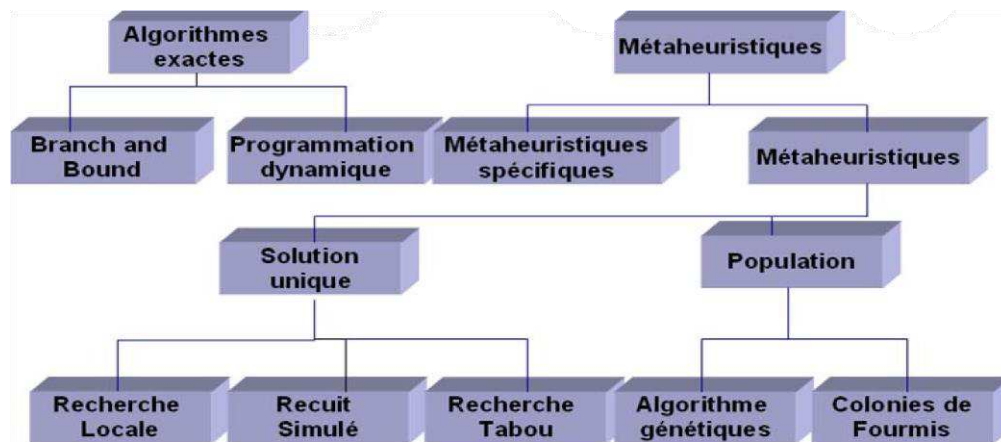 Algorithmes
exactes
Métaheuristiques
Branch and
Bound
Programmation
dynamique
Métaheuristiques
spécifiques
Métaheuristiques
Solution
unique
Population
Recherche
Locale
Recuit
Simulé
Recherche
Tabou
Algorithme
génétiques
Colonies de
Fourmis